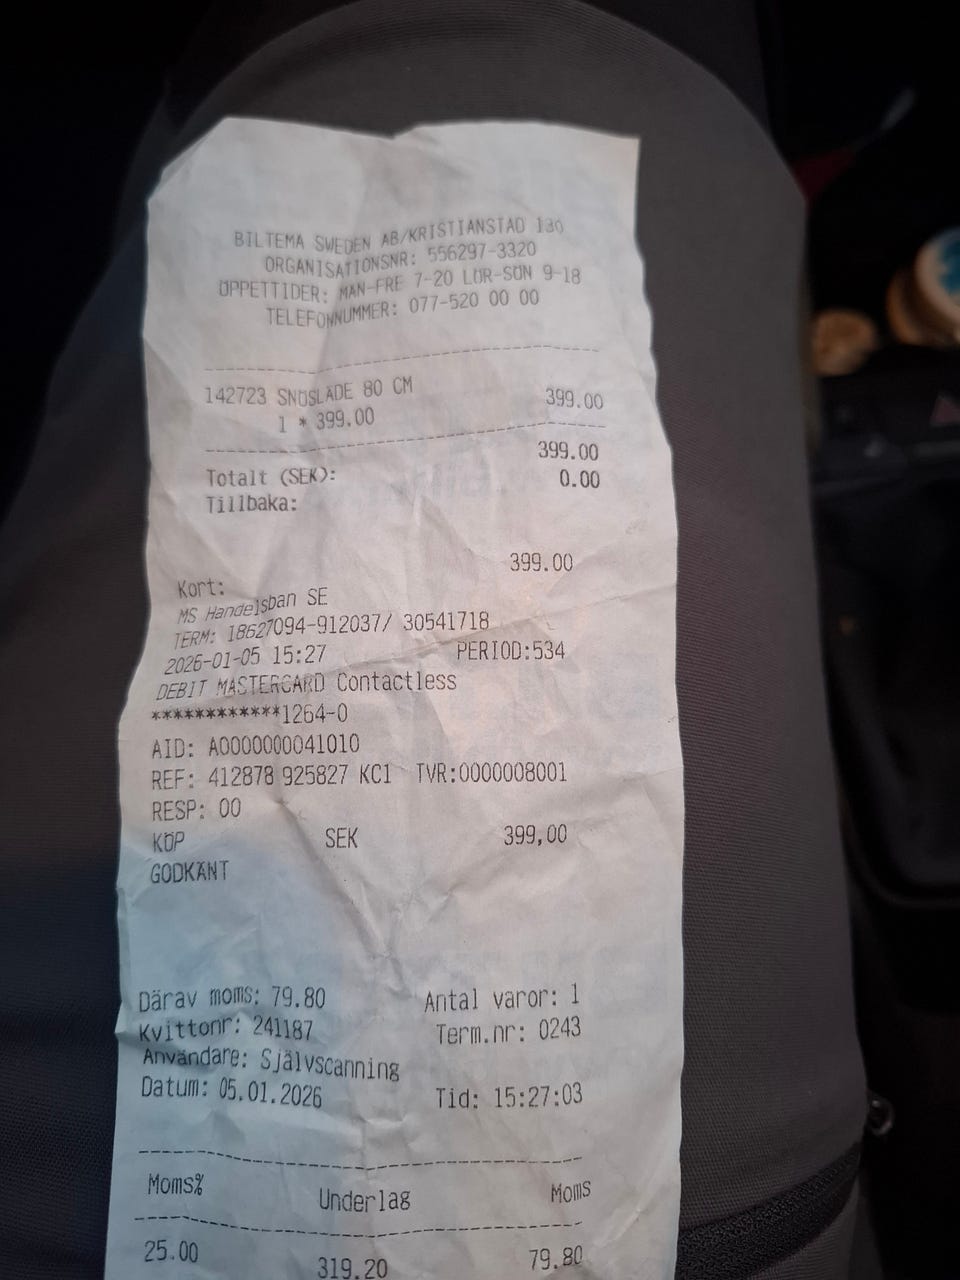 BILTEMA SWEDEN AB/KRISTIANSTAD 130
ORGANISATIONSNR: 556297-3320
ÖPPETTIDER: MÅN-FRE 7-20 LÖR-SÖN 9-18
TELEFONNUMMER: 077-520 00 00
142723 SNÖSLÄDE 80 CM 399.00
1 * 399.00
Totalt (SEK): 399.00
Tillbaka: 0.00
Kort: 399.00
MS Handelsban SE
TERM: 18627094-912037/ 30541718
2026-01-05 15:27 PERIOD:534
DEBIT MASTERCARD Contactless
************1264-0
AID: A0000000041010
REF: 412878 925827 KC1 TVR:0000008001
RESP: 00
KÖP SEK 399,00
GODKÄNT
Därav moms: 79.80 Antal varor: 1
Kvittonr: 241187 Term.nr: 0243
Användare: Självscanning
Datum: 05.01.2026 Tid: 15:27:03
Moms% Underlag Moms
25.00 319.20 79.80